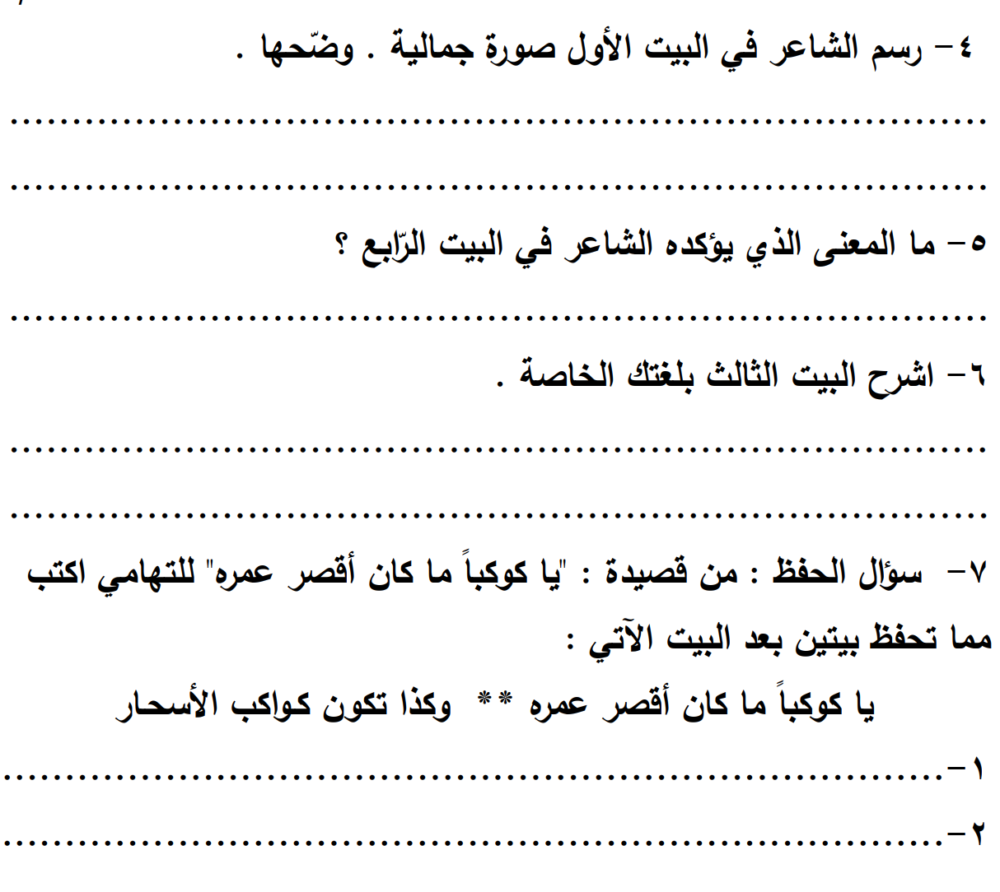 ٤- رسم الشاعر في البيت الأول صورة جمالية . وضّحها .
................................................................................
................................................................................
٥- ما المعنى الذي يؤكده الشاعر في البيت الرّابع ؟
................................................................................
٦- اشرح البيت الثالث بلغتك الخاصة .
................................................................................
................................................................................
٧- سؤال الحفظ : من قصيدة : "يا كوكباً ما كان أقصر عمره" للتهامي اكتب
مما تحفظ بيتين بعد البيت الآتي :
يا كوكباً ما كان أقصر عمره ** وكذا تكون كواكب الأسحار
١-............................................................................
٢-............................................................................